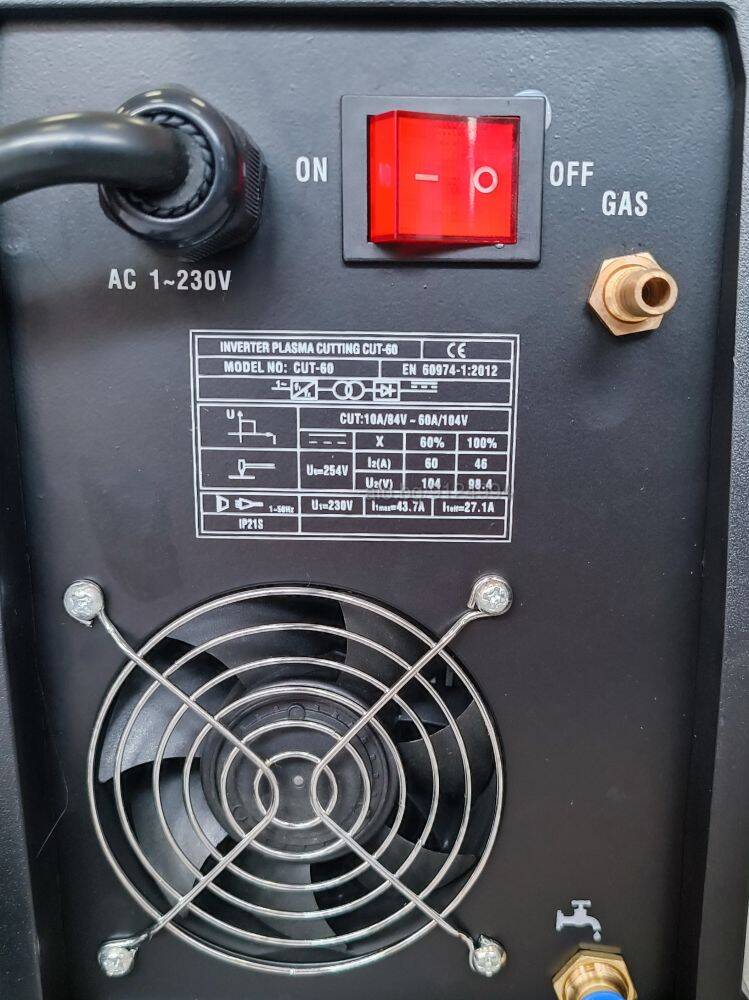 ON
OFF
GAS
AC 1~230V
INVERTER PLASMA CUTTING CUT-60 CE
MODEL NO: CUT-60 EN 60974-1:2012
CUT:10A/84V ~ 60A/104V
X 60% 100%
U₀=254V I₂(A) 60 46
U₂(V) 104 98.4
1~50Hz U₁=230V I₁max=43.7A I₁eff=27.1A
IP21S